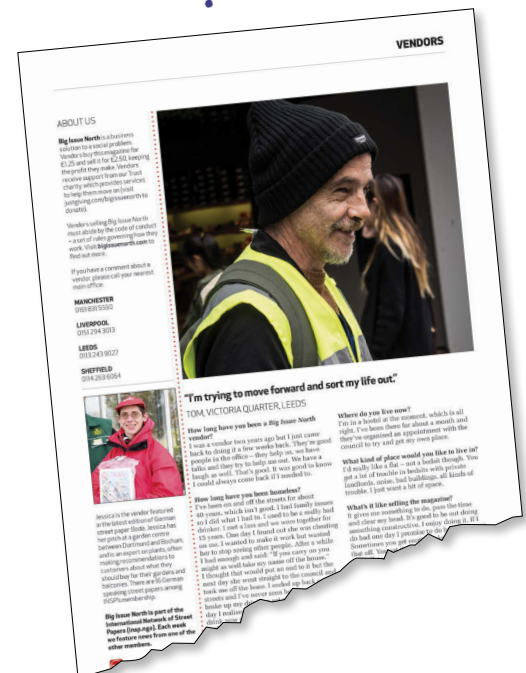 VENDORS
ABOUT US
Big Issue North is a business
solution to a social problem.
Vendors buy this magazine for
£1.25 and sell it for £2.50, keeping
the profit they make. Vendors
receive support from our Trust
charity, which provides services
to help them move on (visit
justgiving.com/bigissuenorth to
donate).
Vendors selling Big Issue North
must abide by the code of conduct
– a set of rules governing how they
work. Visit bigissuenorth.com to
find out more.
If you have a comment about a
vendor, please call your nearest
main office.
MANCHESTER
0161 831 5550
LIVERPOOL
0151 294 3013
LEEDS
0113 243 9027
SHEFFIELD
0114 263 6064
Jessica is the vendor featured
in the latest edition of German
street paper Bodo. Jessica has
her pitch at a garden centre
between Dortmund and Bochum,
and is an expert on plants, often
making recommendations to
customers about what they
should buy for their gardens and
balconies. There are 16 German
speaking street papers among
INSP's membership.
Big Issue North is part of the
International Network of Street
Papers (insp.ngo). Each week
we feature news from one of the
other members.
"I'm trying to move forward and sort my life out."
TOM, VICTORIA QUARTER, LEEDS
How long have you been a Big Issue North
vendor?
I was a vendor two years ago but I just came
back to doing it a few weeks back. They're good
people in the office – they help us, we have
talks and they try to help me out. We have a
laugh as well. That's good. It was good to know
I could always come back if I needed to.
How long have you been homeless?
I've been on and off the streets for about
40 years, which isn't good. I had family issues
so I did what I had to. I used to be a really bad
drinker. I met a lass and we were together for
15 years. One day I found out she was cheating
on me. I wanted to make it work but wanted
her to stop seeing other people. After a while
I had enough and said: "If you carry on you
might as well take my name off the house."
I thought that would put an end to it but the
next day she went straight to the council and
took me off the lease. I ended up back
streets and I've never seen
broke up my
day I realised
drink
Where do you live now?
I'm in a hostel at the moment, which is all
right. I've been there for about a month and
they've organised an appointment with the
council to try and get my own place.
What kind of place would you like to live in?
I'd really like a flat – not a bedsit though. You
get a lot of trouble in bedsits with private
landlords, noise, bad buildings, all kinds of
trouble. I just want a bit of space.
What's it like selling the magazine?
It gives me something to do, pass the time
and clear my head. It's good to be out doing
something constructive. I enjoy doing it. If I
do had one day I promise to do
Sometimes you get
that off. You